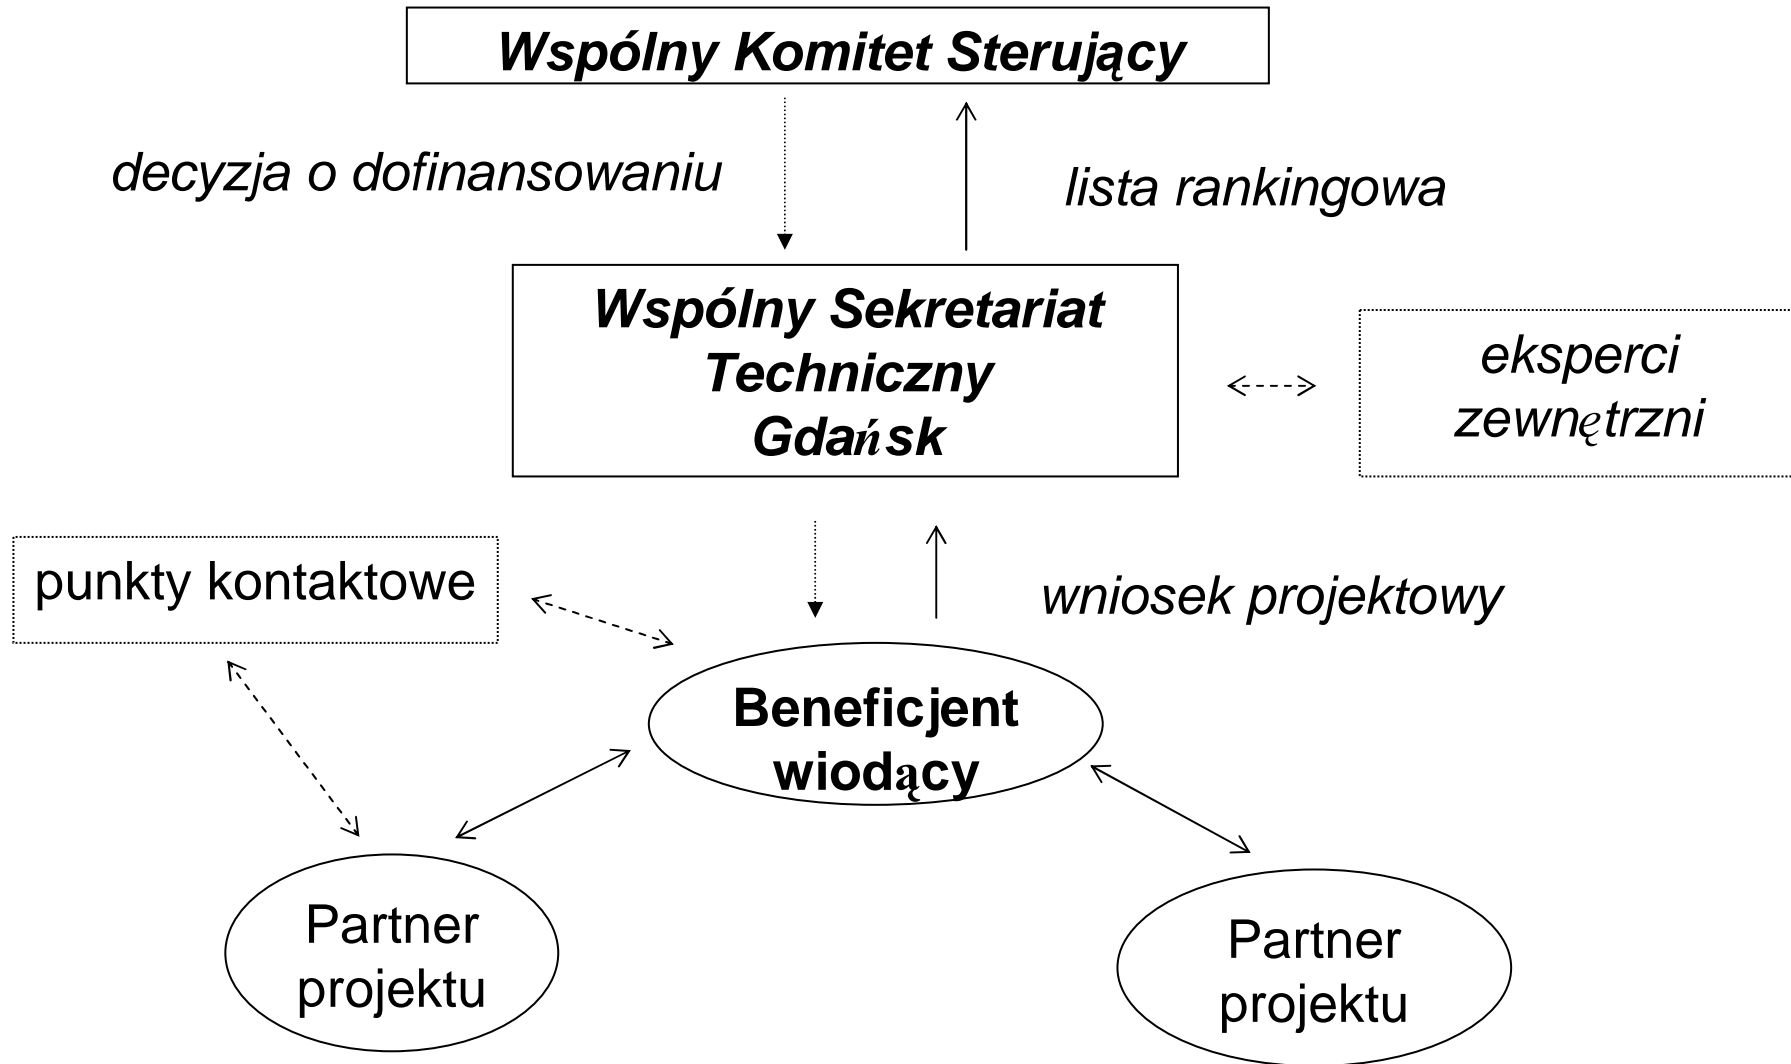 Wspólny Komitet Sterujący
decyzja o dofinansowaniu
lista rankingowa
Wspólny Sekretariat
Techniczny
Gdańsk
eksperci
zewnętrzni
punkty kontaktowe
wniosek projektowy
Beneficjent
wiodący
Partner
projektu
Partner
projektu